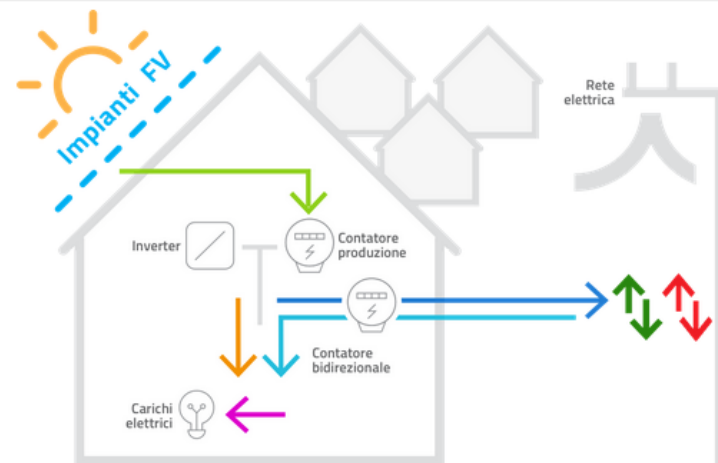 Impianti FV
Rete
elettrica
Inverter
Contatore
produzione
Contatore
bidirezionale
Carichi
elettrici